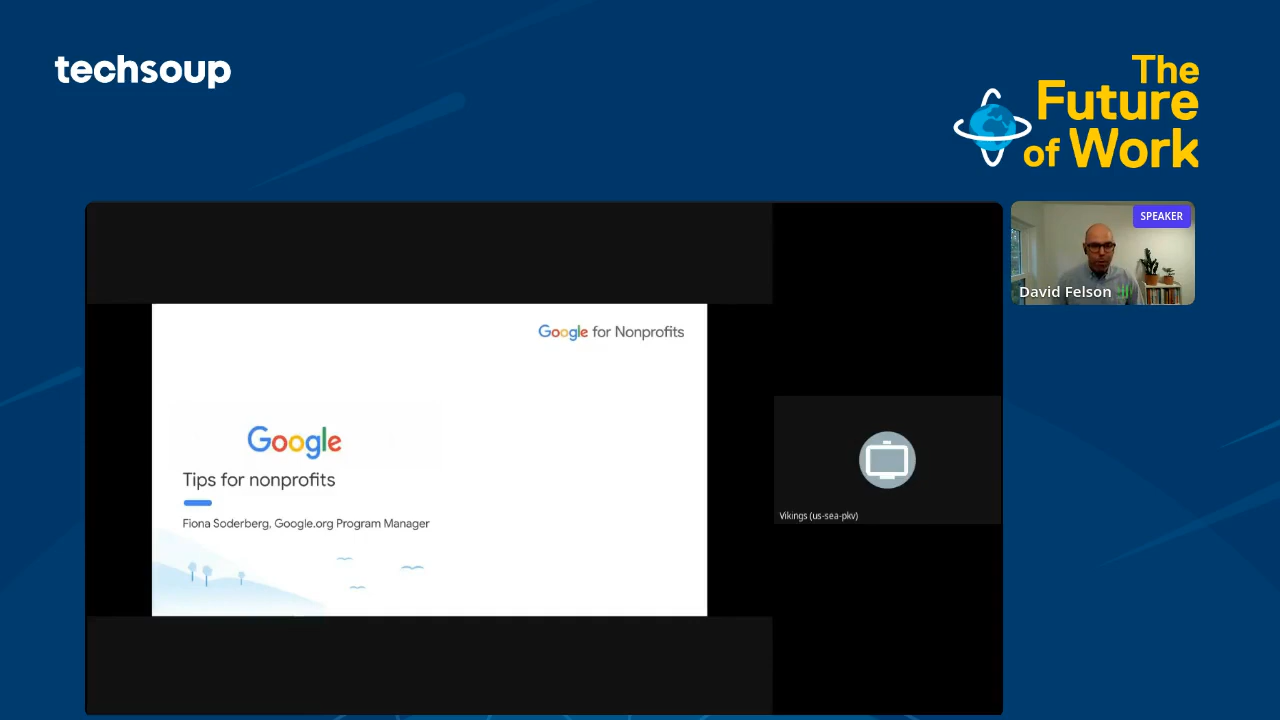 techsoup
The
Future
of Work
SPEAKER
David Felson
Google for Nonprofits
Google
Tips for nonprofits
Fiona Soderberg, Google.org Program Manager
Vikings (us-sea-pkv)